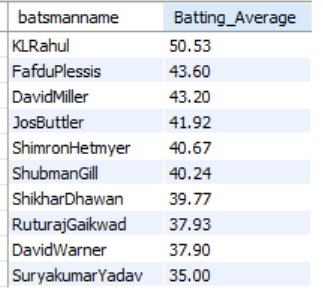 batsmanname Batting_Average
KLRahul 50.53
FafduPlessis 43.60
DavidMiller 43.20
JosButtler 41.92
ShimronHetmyer 40.67
ShubmanGill 40.24
ShikharDhawan 39.77
RuturajGaikwad 37.93
DavidWarner 37.90
SuryakumarYadav 35.00